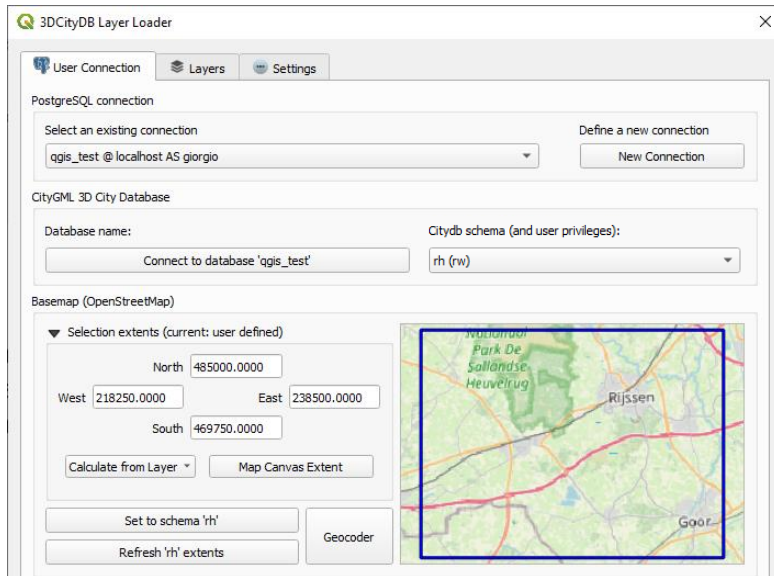 3DCityDB Layer Loader
User Connection Layers Settings
PostgreSQL connection
Select an existing connection Define a new connection
qgis_test @ localhost AS giorgio New Connection
CityGML 3D City Database
Database name: Citydb schema (and user privileges):
Connect to database 'qgis_test' rh (rw)
Basemap (OpenStreetMap)
Selection extents (current: user defined)
North 485000.0000
West 218250.0000 East 238500.0000
South 469750.0000
Calculate from Layer Map Canvas Extent
Set to schema 'rh'
Refresh 'rh' extents
Geocoder
Nationaal
Park De
Sallandse
Heuvelrug
Rijssen
Goor